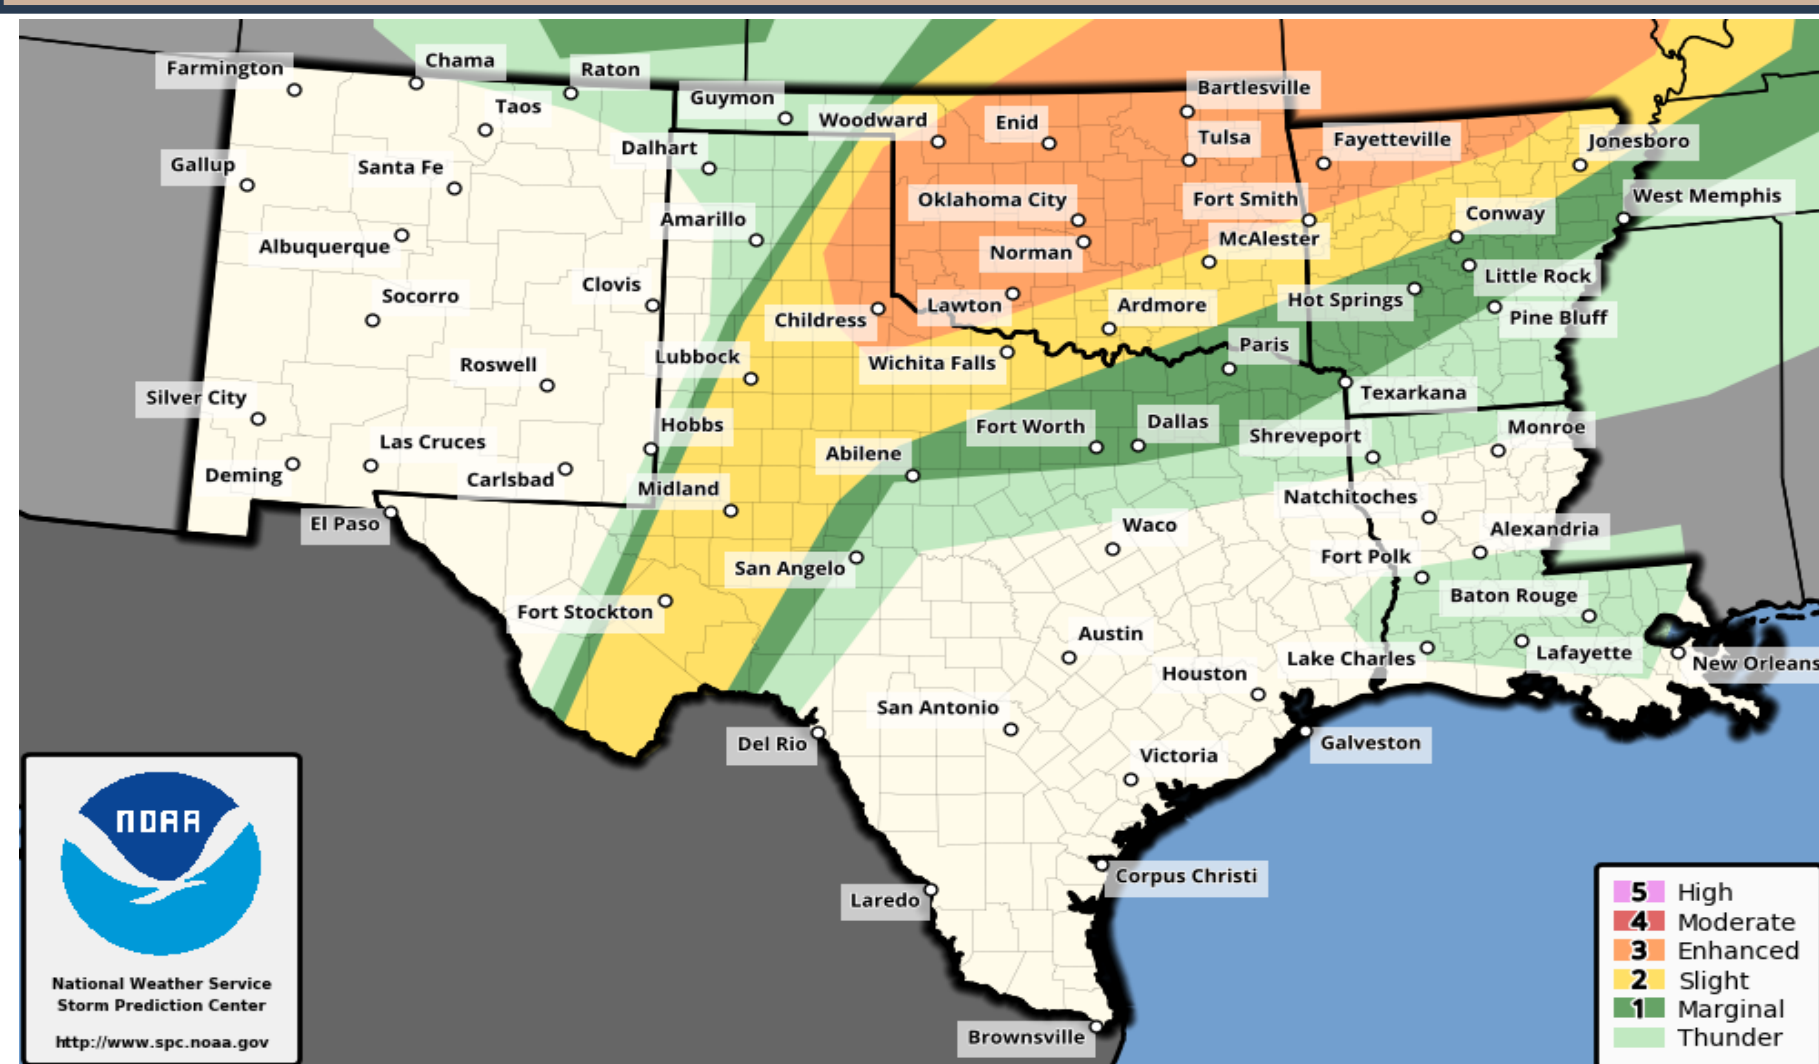 Farmington
Chama
Raton
Taos
Guymon
Woodward
Enid
Bartlesville
Tulsa
Fayetteville
Jonesboro
Gallup
Santa Fe
Dalhart
Oklahoma City
Fort Smith
West Memphis
Conway
Amarillo
Albuquerque
Norman
McAlester
Little Rock
Clovis
Socorro
Childress
Lawton
Ardmore
Hot Springs
Pine Bluff
Paris
Lubbock
Wichita Falls
Roswell
Texarkana
Silver City
Hobbs
Fort Worth
Dallas
Shreveport
Monroe
Las Cruces
Abilene
Deming
Carlsbad
Midland
Natchitoches
El Paso
Waco
Alexandria
San Angelo
Fort Polk
Fort Stockton
Baton Rouge
Austin
Lake Charles
Lafayette
New Orleans
Houston
San Antonio
Del Rio
Galveston
Victoria
Corpus Christi
Laredo
Brownsville
NOAA
National Weather Service
Storm Prediction Center
http://www.spc.noaa.gov
5 High
4 Moderate
3 Enhanced
2 Slight
1 Marginal
Thunder